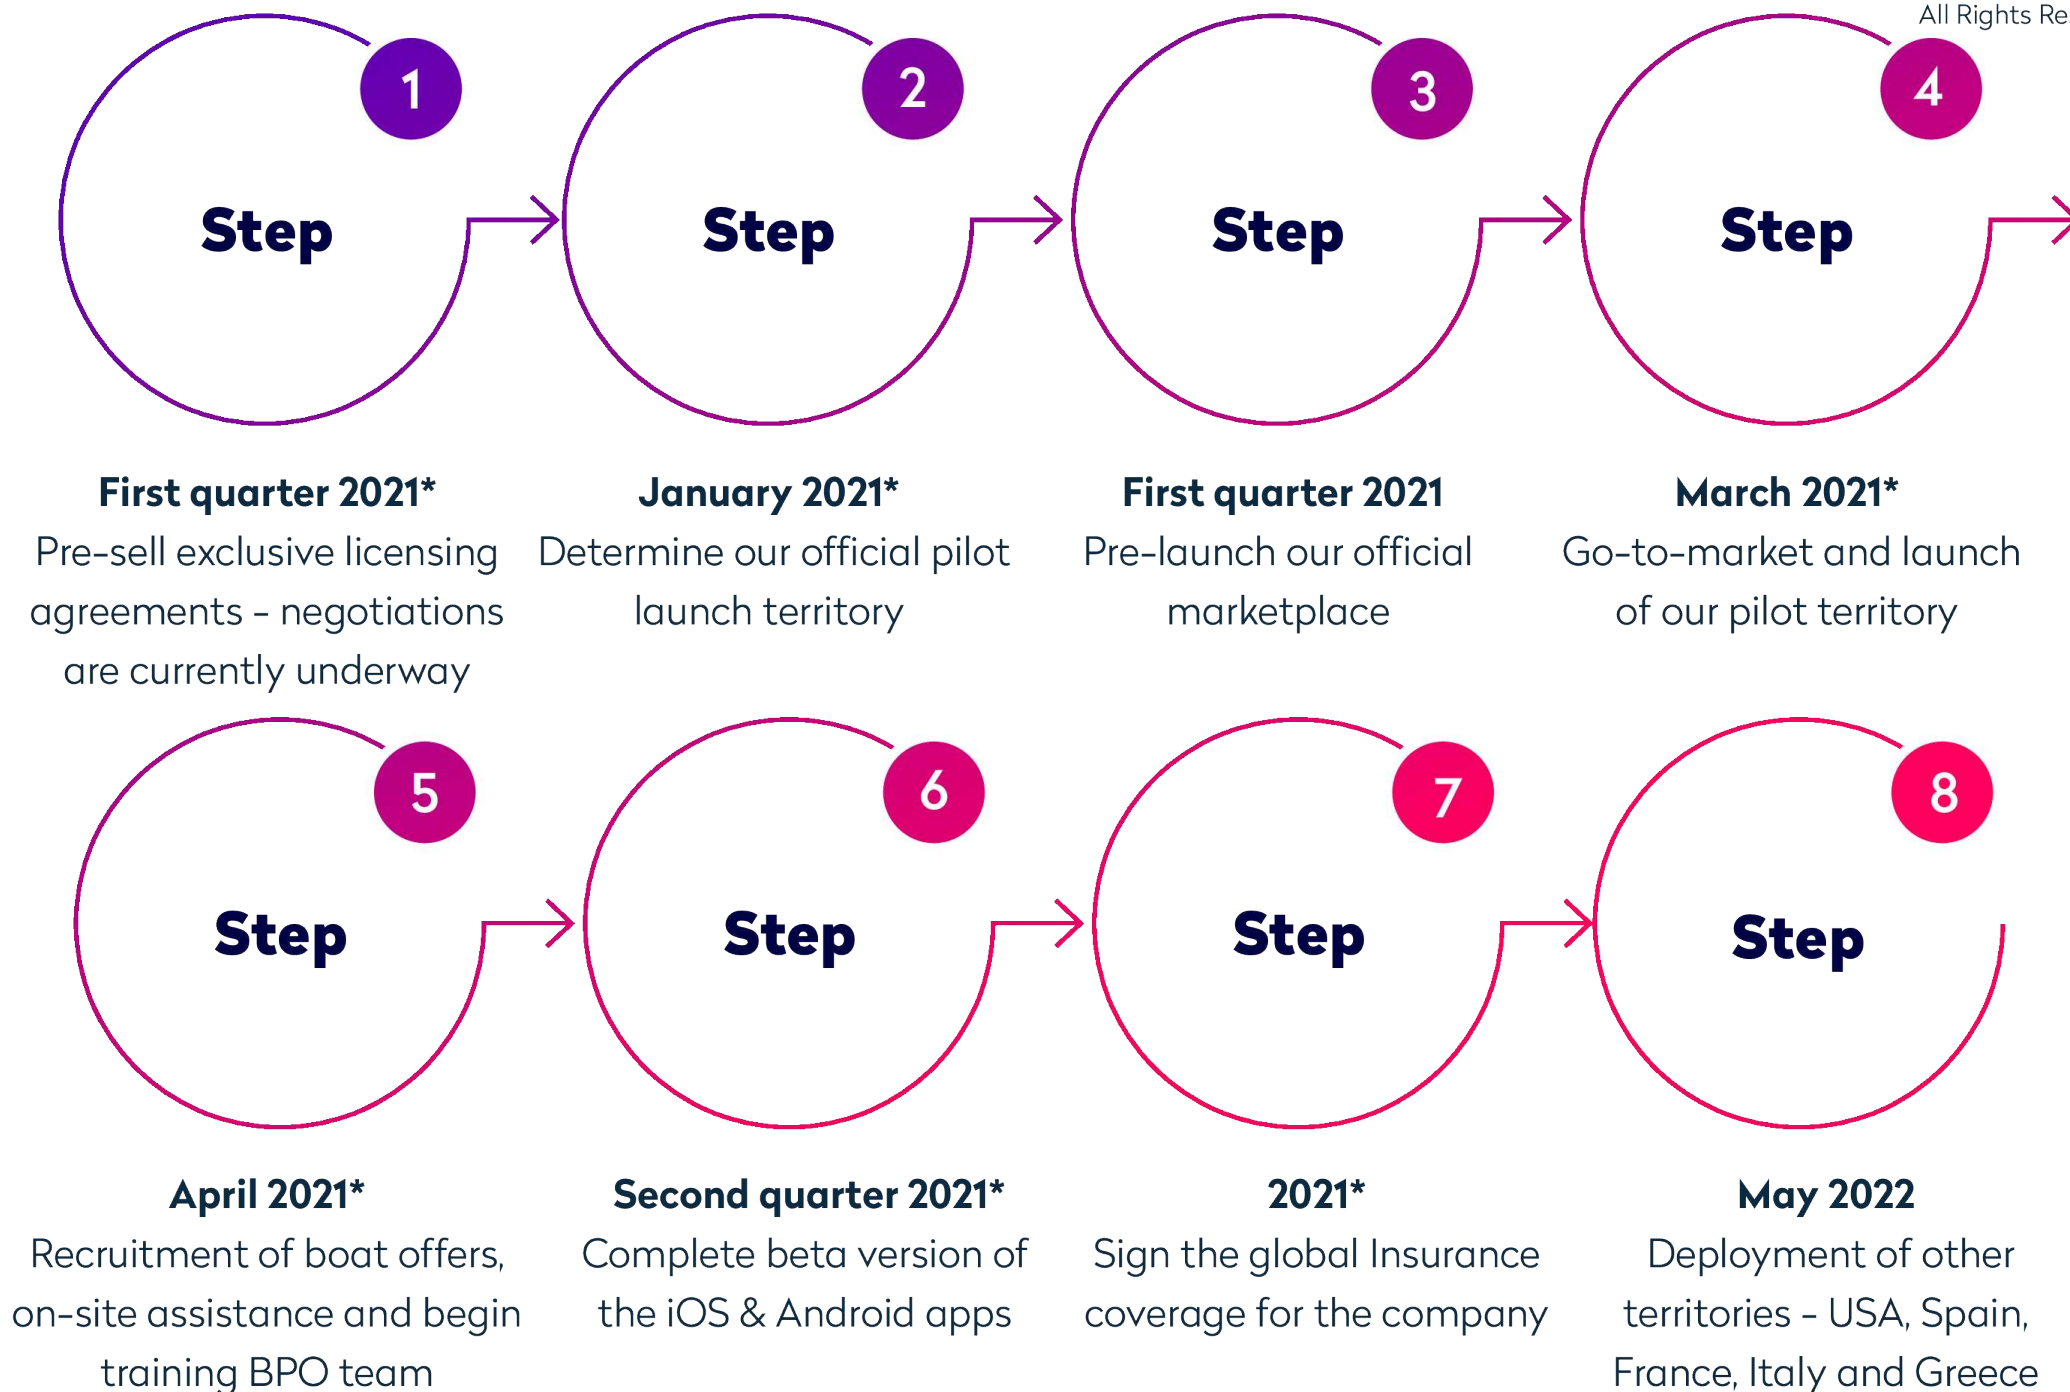 All Rights Re
1
2
3
4
Step
Step
Step
Step
First quarter 2021*
Pre-sell exclusive licensing
agreements - negotiations
are currently underway
January 2021*
Determine our official pilot
launch territory
First quarter 2021
Pre-launch our official
marketplace
March 2021*
Go-to-market and launch
of our pilot territory
5
6
7
8
Step
Step
Step
Step
April 2021*
Recruitment of boat offers,
on-site assistance and begin
training BPO team
Second quarter 2021*
Complete beta version of
the iOS & Android apps
2021*
Sign the global Insurance
coverage for the company
May 2022
Deployment of other
territories - USA, Spain,
France, Italy and Greece